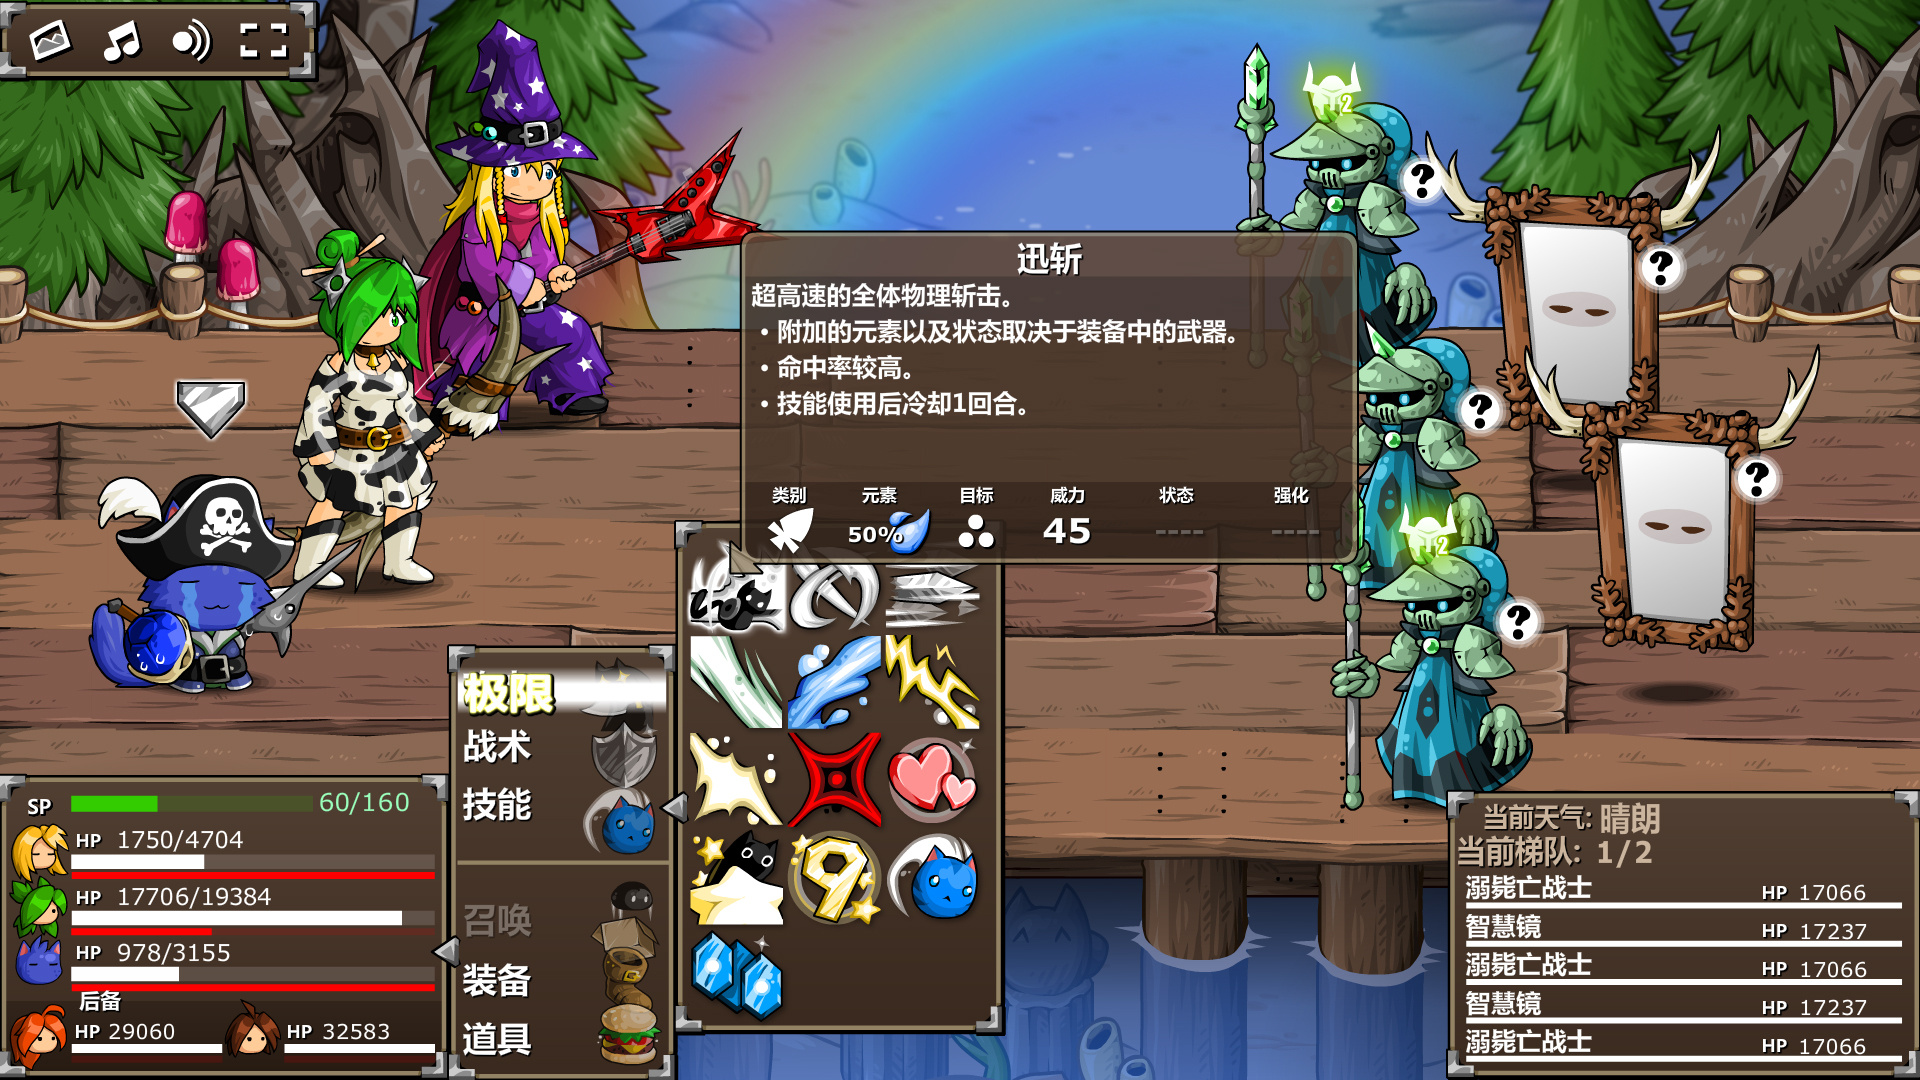 迅斩
超高速的全体物理斩击。
・附加的元素以及状态取决于装备中的武器。
・命中率较高。
・技能使用后冷却1回合。
类别 元素 目标 威力 状态 强化
50% 45 ---- ----
2
?
?
?
2
?
?
极限
战术
技能
召唤
装备
道具
9
SP 60/160
HP 1750/4704
HP 17706/19384
HP 978/3155
后备
HP 29060 HP 32583
当前天气: 晴朗
当前梯队: 1/2
溺毙亡战士 HP 17066
智慧镜 HP 17237
溺毙亡战士 HP 17066
智慧镜 HP 17237
溺毙亡战士 HP 17066